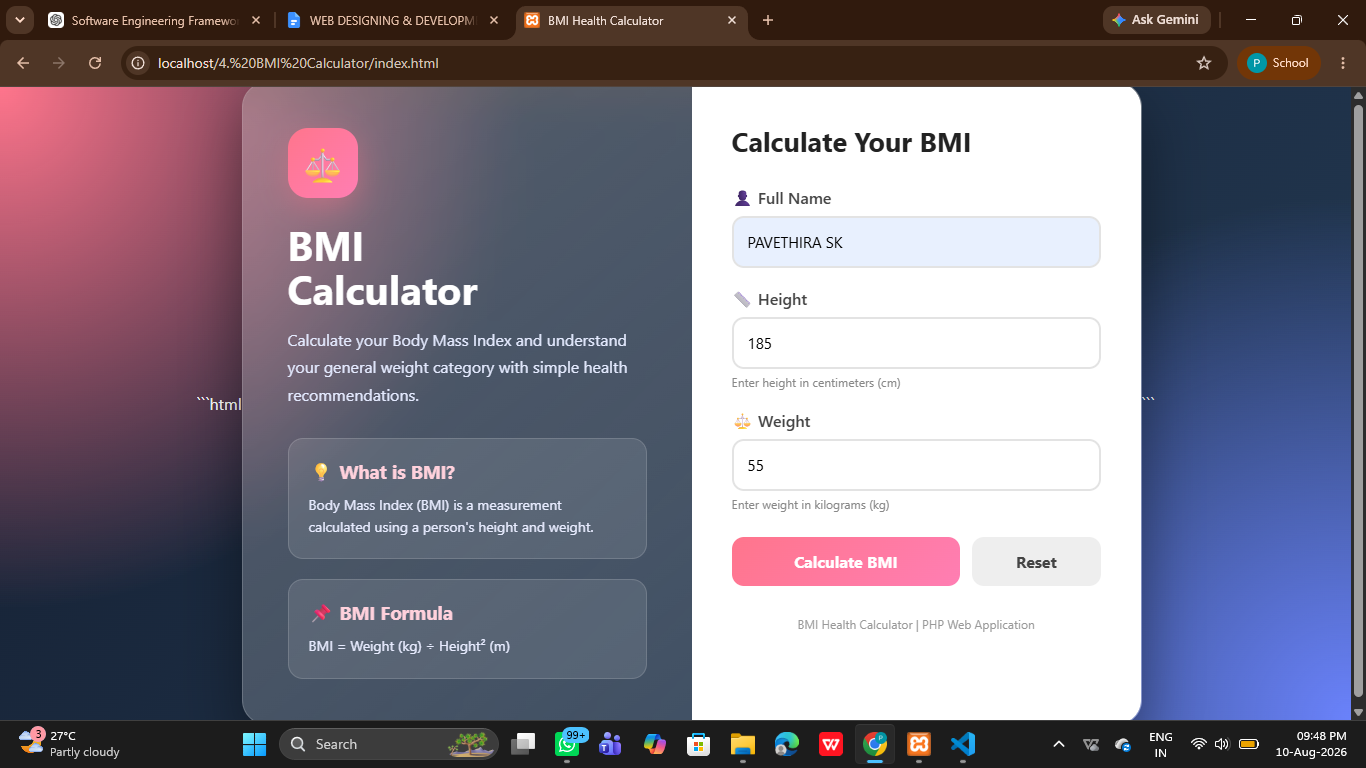 Software Engineering Framewo
WEB DESIGNING & DEVELOPM
BMI Health Calculator
Ask Gemini
localhost/4.%20BMI%20Calculator/index.html
P
School
```html
BMI
Calculator
Calculate your Body Mass Index and understand
your general weight category with simple health
recommendations.
What is BMI?
Body Mass Index (BMI) is a measurement
calculated using a person's height and weight.
BMI Formula
BMI = Weight (kg) ÷ Height² (m)
Calculate Your BMI
Full Name
PAVETHIRA SK
Height
185
Enter height in centimeters (cm)
Weight
55
Enter weight in kilograms (kg)
Calculate BMI
Reset
BMI Health Calculator | PHP Web Application
```
3
27°C
Partly cloudy
Search
99+
ENG
IN
09:48 PM
10-Aug-2026